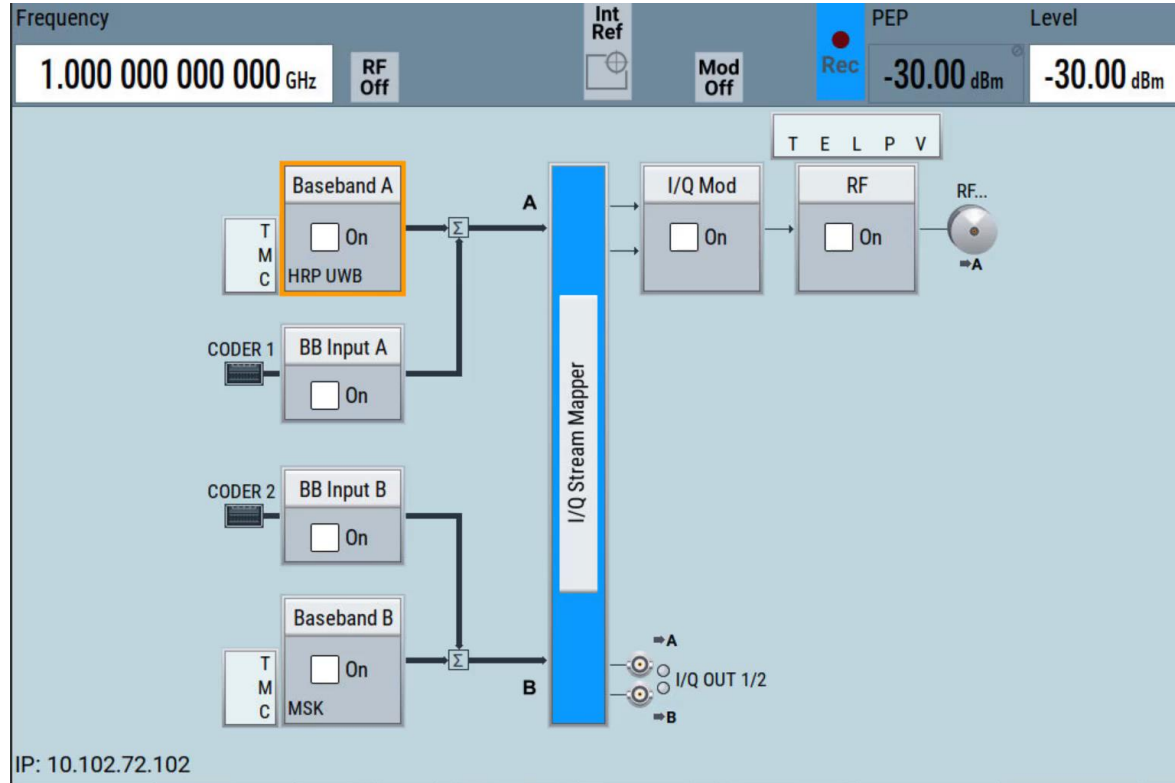 Frequency
Int
Ref
PEP
Level
1.000 000 000 000 GHz
RF
Off
Mod
Off
Rec
-30.00 dBm
-30.00 dBm
T E L P V
Baseband A
A
I/Q Mod
RF
RF...
T
M
C
On
HRP UWB
Σ
On
On
➡A
CODER 1
BB Input A
On
I/Q Stream Mapper
CODER 2
BB Input B
On
Baseband B
T
M
C
On
MSK
Σ
B
➡A
I/Q OUT 1/2
➡B
IP: 10.102.72.102